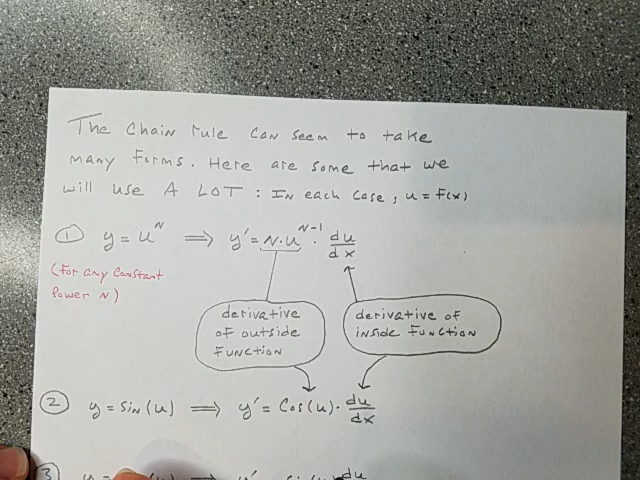 The Chain rule can seem to take
many forms. Here are some that we
will use A LOT : In each case, u = f(x)
① y = u^N ⟹ y' = N·u^(N-1) · du/dx
(for any constant
Power N)
derivative
of outside
function
derivative of
inside function
② y = sin(u) ⟹ y' = cos(u) · du/dx
③